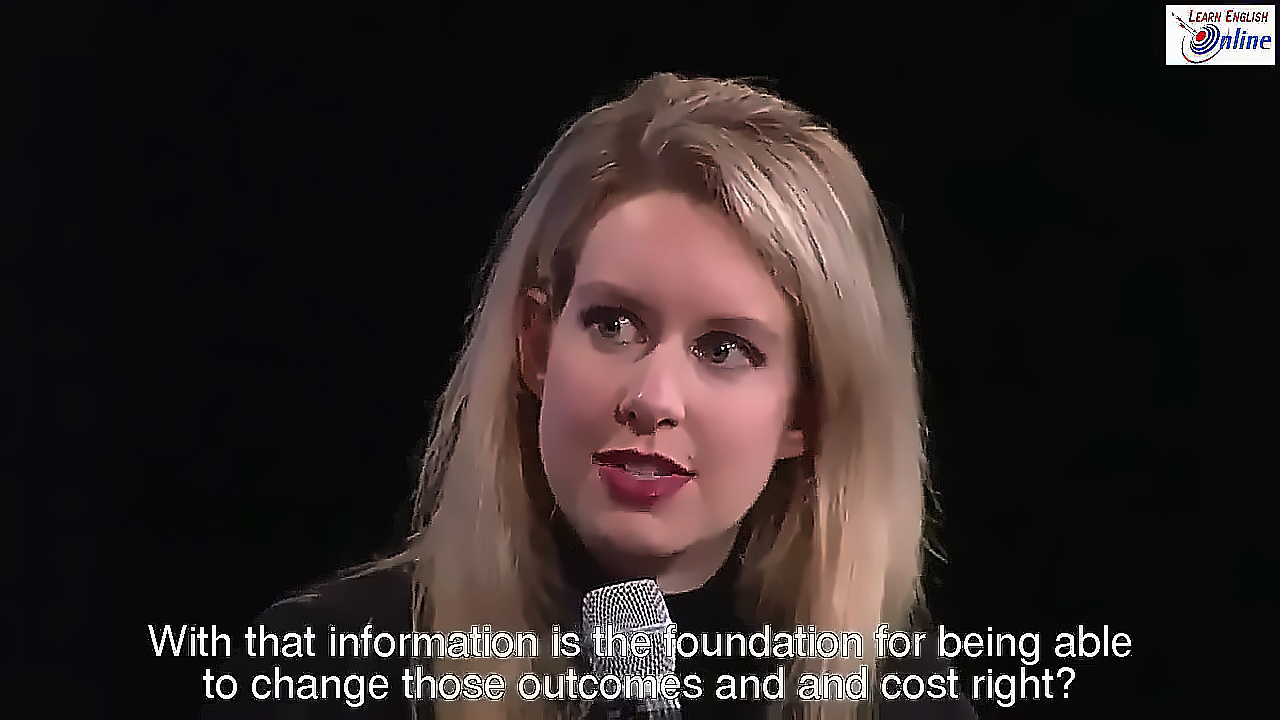 LEARN ENGLISH
Online
With that information is the foundation for being able
to change those outcomes and and cost right?